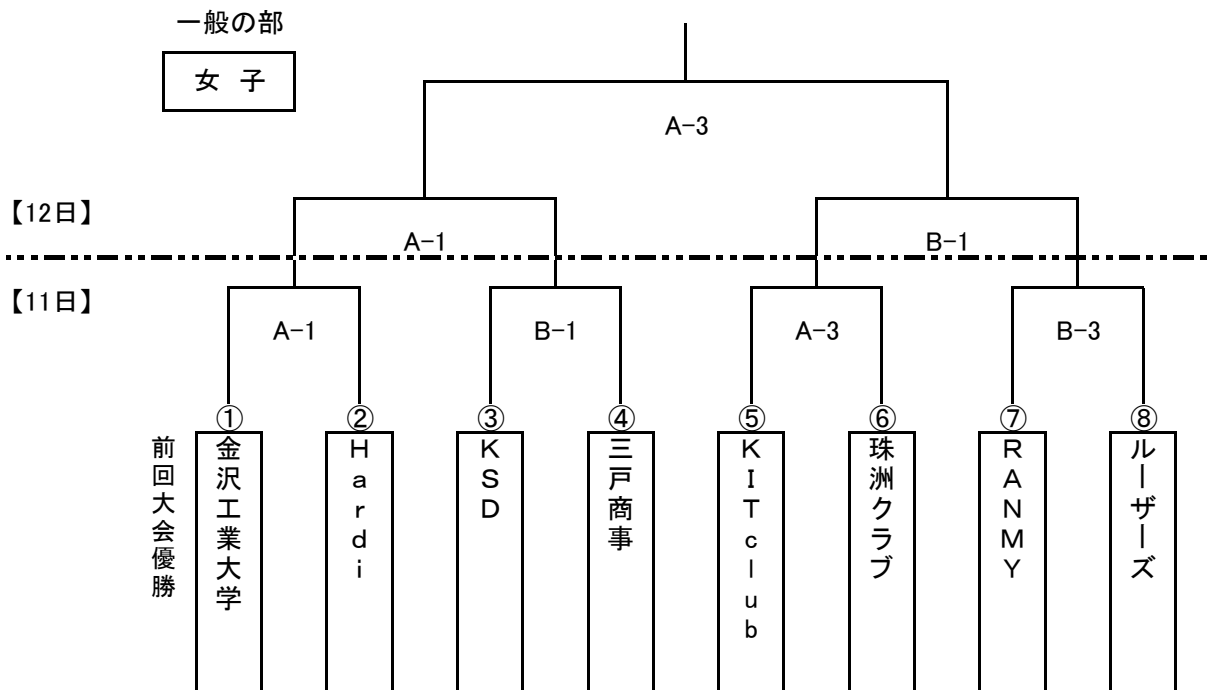 一般の部
女 子
A-3
【12日】
A-1
B-1
【11日】
A-1
B-1
A-3
B-3
①
②
③
④
⑤
⑥
⑦
⑧
前回大会優勝
金沢工業大学
Hardi
KSD
三戸商事
KITclub
珠洲クラブ
RANMY
ルーザーズ